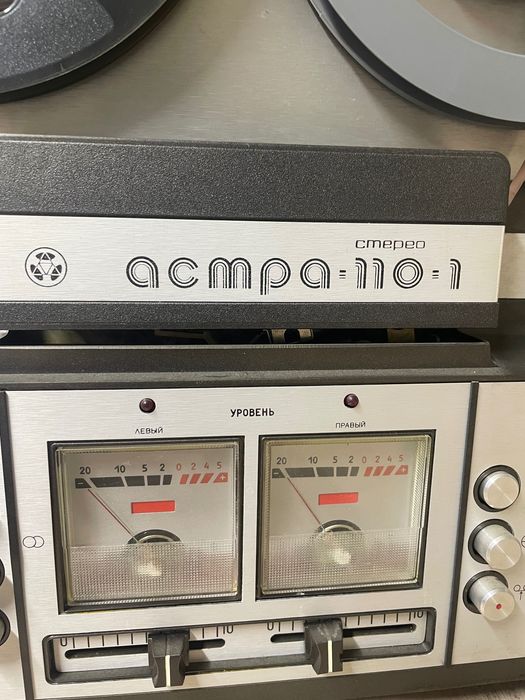 стерео
астра-110-1
УРОВЕНЬ
ЛЕВЫЙ
ПРАВЫЙ
20 10 5 2 0 2 4 5 +
20 10 5 2 0 2 4 5 +
0 10
0 10